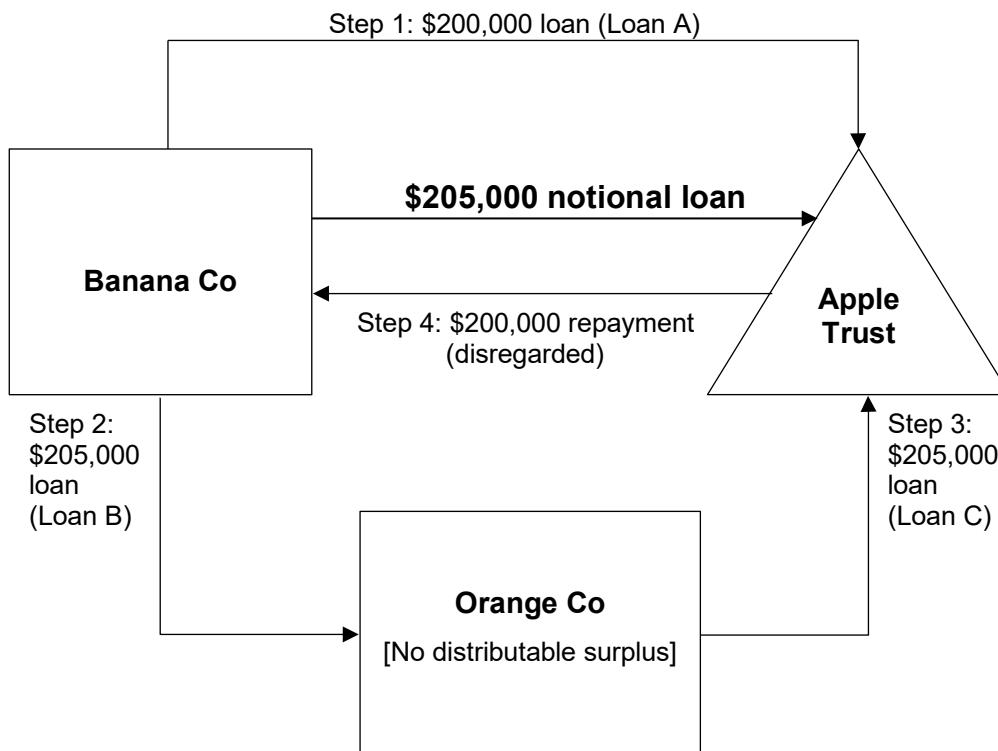 Step 1: $200,000 loan (Loan A)
$205,000 notional loan
Banana Co
Apple
Trust
Step 4: $200,000 repayment
(disregarded)
Step 2:
$205,000
loan
(Loan B)
Step 3:
$205,000
loan
(Loan C)
Orange Co
[No distributable surplus]